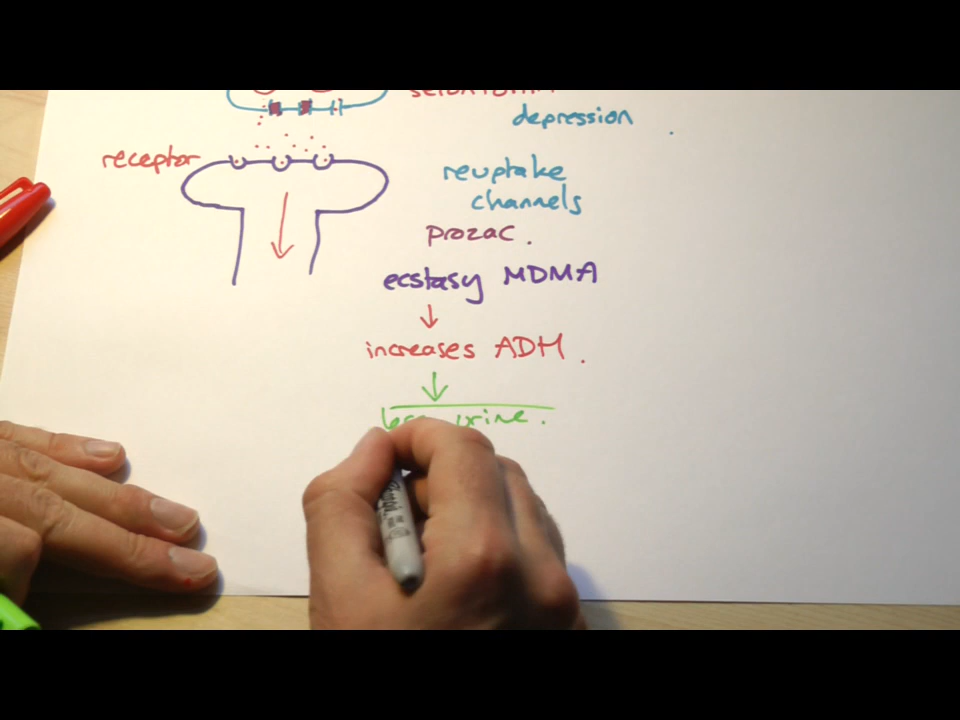 depression
receptor
reuptake
channels
prozac.
ecstasy MDMA
increases ADH.
urine.